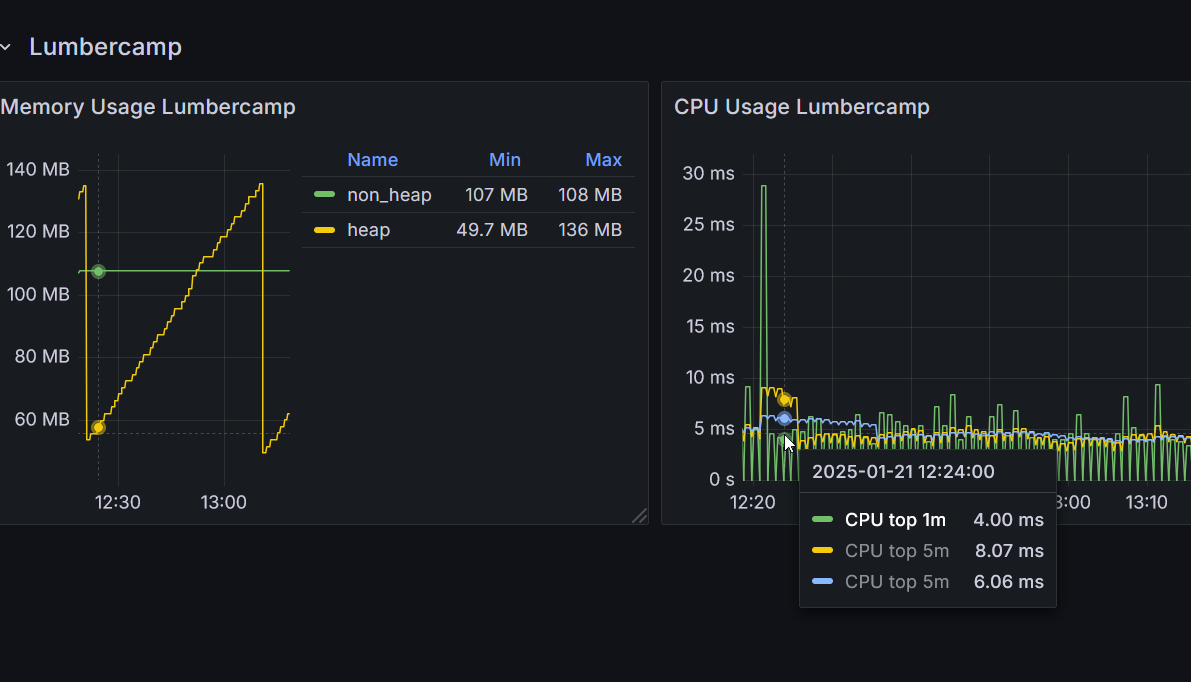 Lumbercamp
Memory Usage Lumbercamp
140 MB
120 MB
100 MB
80 MB
60 MB
12:30 13:00
Name Min Max
non_heap 107 MB 108 MB
heap 49.7 MB 136 MB
CPU Usage Lumbercamp
30 ms
25 ms
20 ms
15 ms
10 ms
5 ms
0 s
12:20 3:00 13:10
2025-01-21 12:24:00
CPU top 1m 4.00 ms
CPU top 5m 8.07 ms
CPU top 5m 6.06 ms